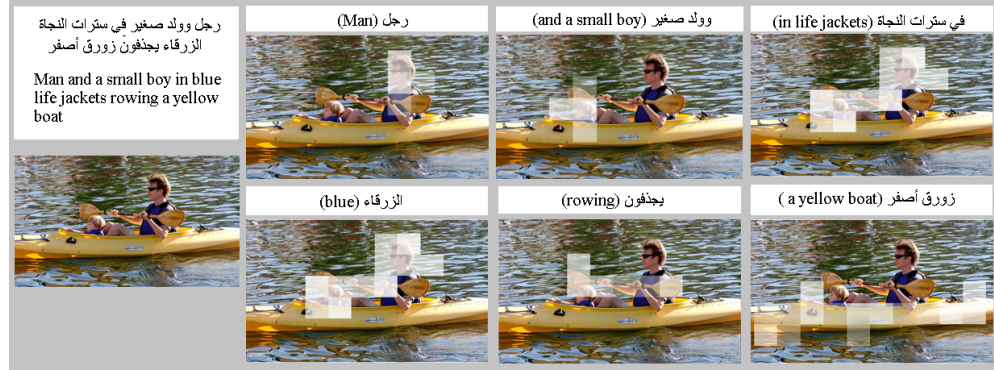 رجل وولد صغير في سترات النجاة
الزرقاء يجذفون زورق أصفر
Man and a small boy in blue
life jackets rowing a yellow
boat
رجل (Man)
وولد صغير (and a small boy)
في سترات النجاة (in life jackets)
الزرقاء (blue)
يجذفون (rowing)
زورق أصفر (a yellow boat )